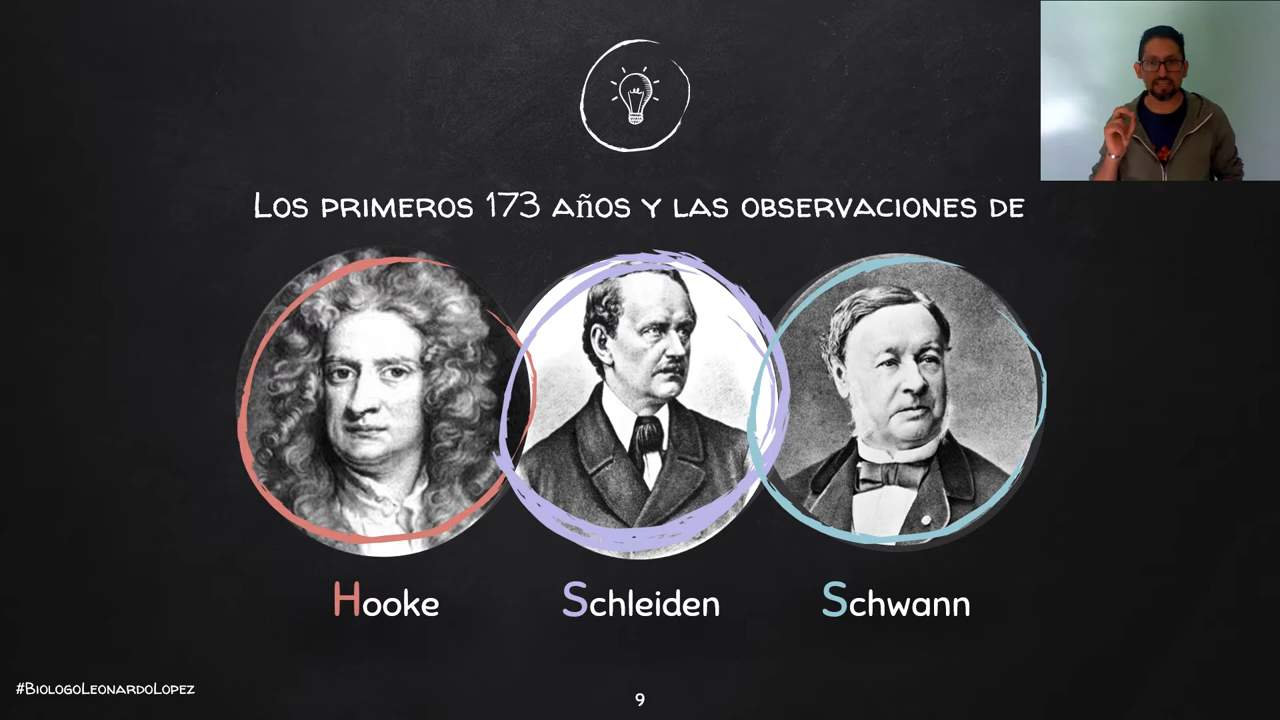 Los primeros 173 años y las observaciones de
Hooke Schleiden Schwann
#BiologoLeonardoLopez
9